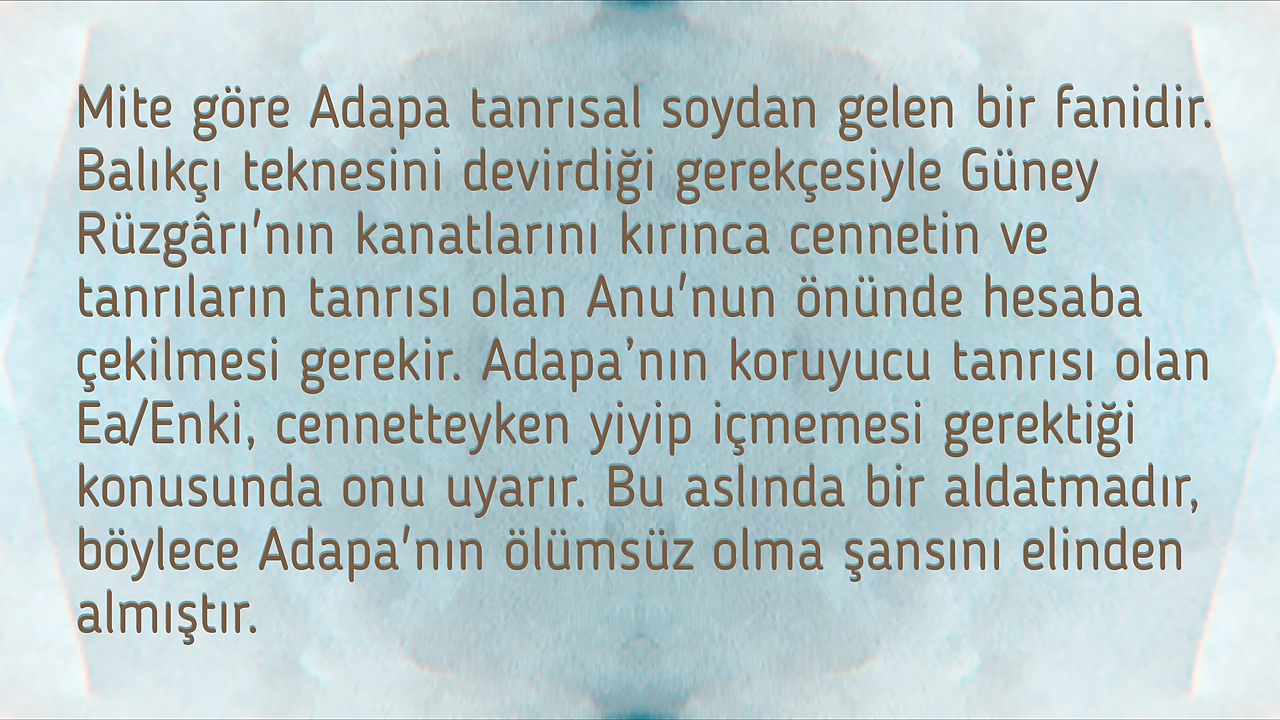 Mite göre Adapa tanrısal soydan gelen bir fanidir.
Balıkçı teknesini devirdiği gerekçesiyle Güney
Rüzgârı'nın kanatlarını kırınca cennetin ve
tanrıların tanrısı olan Anu'nun önünde hesaba
çekilmesi gerekir. Adapa’nın koruyucu tanrısı olan
Ea/Enki, cennetteyken yiyip içmemesi gerektiği
konusunda onu uyarır. Bu aslında bir aldatmadır,
böylece Adapa'nın ölümsüz olma şansını elinden
almıştır.